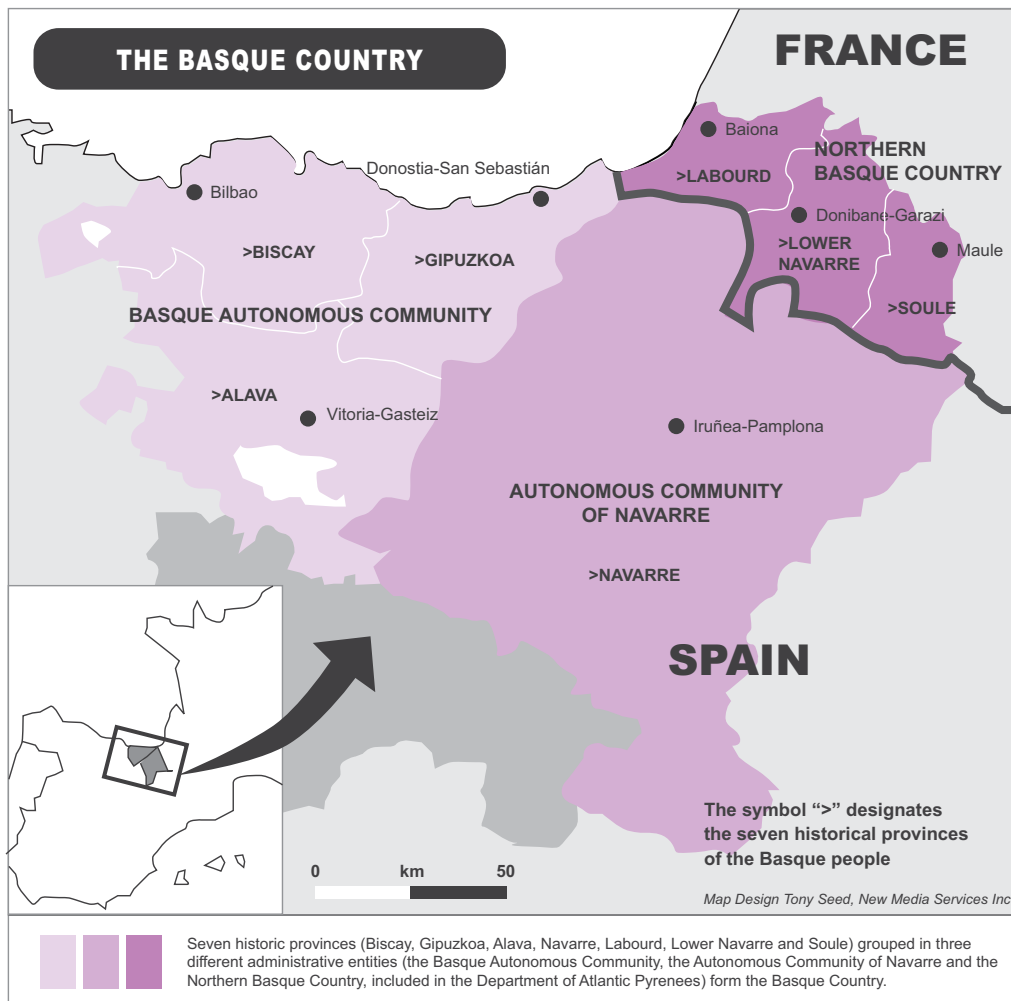 THE BASQUE COUNTRY
FRANCE
Baiona
NORTHERN
BASQUE COUNTRY
Donostia-San Sebastián
>LABOURD
Bilbao
Donibane-Garazi
>BISCAY
>GIPUZKOA
>LOWER
NAVARRE
Maule
>SOULE
BASQUE AUTONOMOUS COMMUNITY
>ALAVA
Vitoria-Gasteiz
Iruñea-Pamplona
AUTONOMOUS COMMUNITY
OF NAVARRE
>NAVARRE
SPAIN
The symbol “>” designates
the seven historical provinces
of the Basque people
0 km 50
Map Design Tony Seed, New Media Services Inc
Seven historic provinces (Biscay, Gipuzkoa, Alava, Navarre, Labourd, Lower Navarre and Soule) grouped in three
different administrative entities (the Basque Autonomous Community, the Autonomous Community of Navarre and the
Northern Basque Country, included in the Department of Atlantic Pyrenees) form the Basque Country.